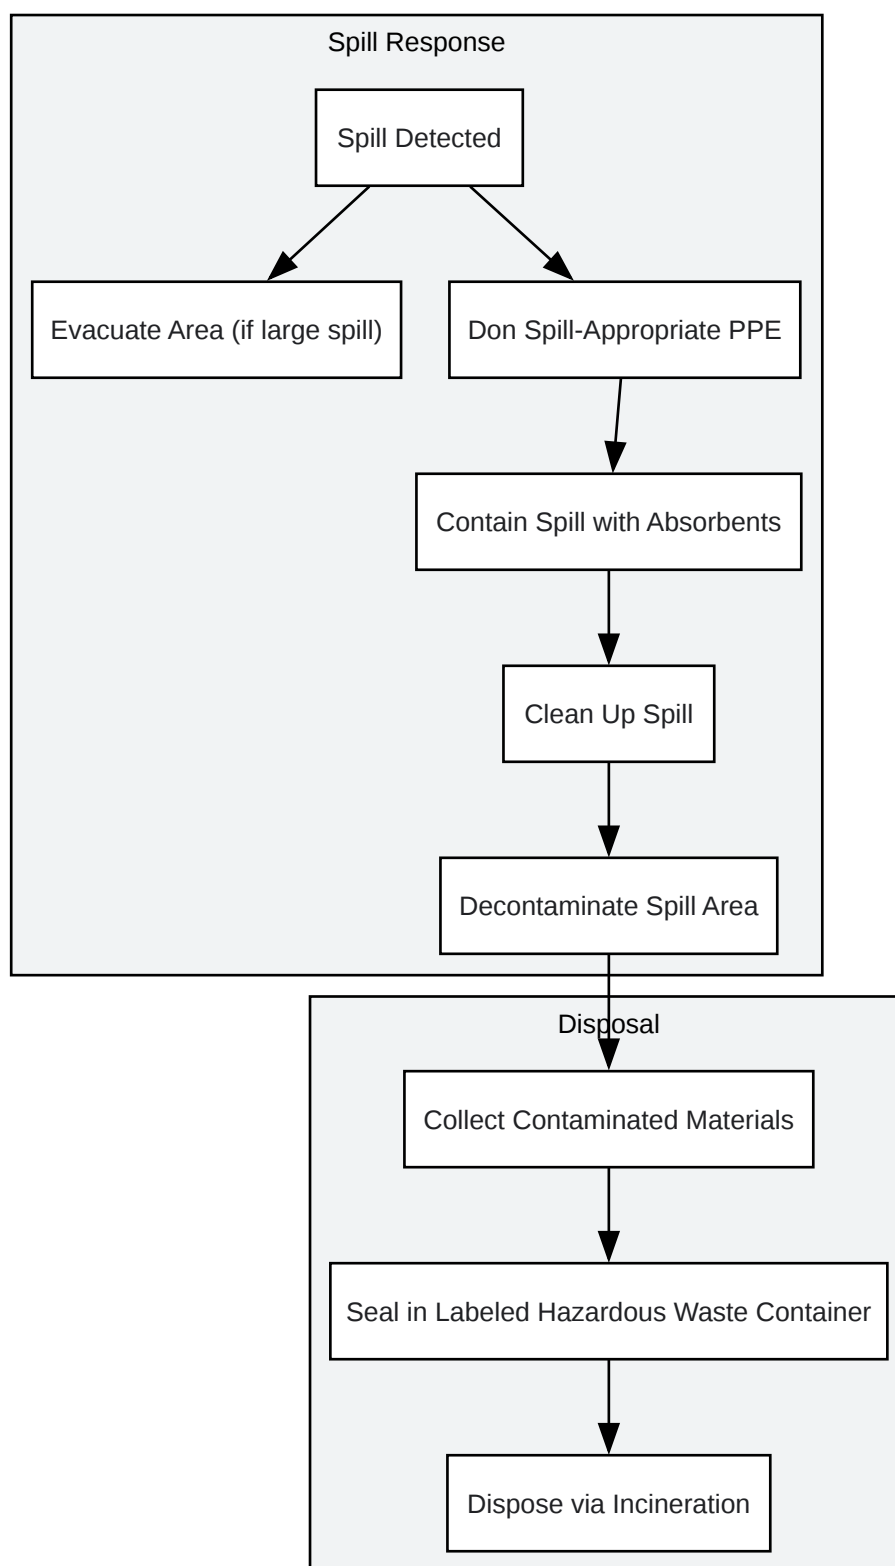 Spill Response
Spill Detected
Evacuate Area (if large spill)
Don Spill-Appropriate PPE
Contain Spill with Absorbents
Clean Up Spill
Decontaminate Spill Area
Disposal
Collect Contaminated Materials
Seal in Labeled Hazardous Waste Container
Dispose via Incineration